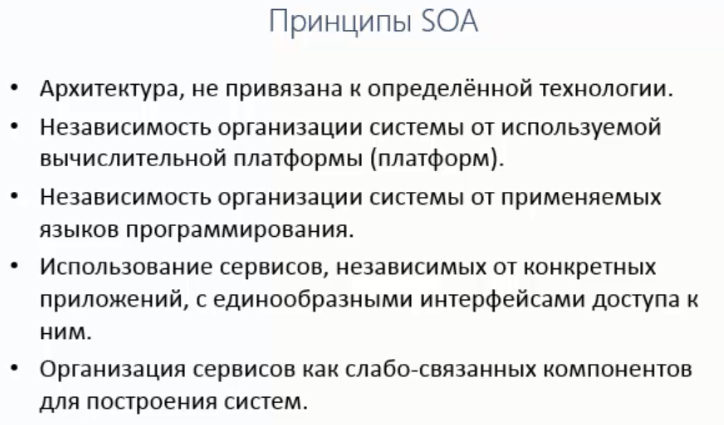 Принципы SOA
• Архитектура, не привязана к определённой технологии.
• Независимость организации системы от используемой
вычислительной платформы (платформ).
• Независимость организации системы от применяемых
языков программирования.
• Использование сервисов, независимых от конкретных
приложений, с единообразными интерфейсами доступа к
ним.
• Организация сервисов как слабо-связанных компонентов
для построения систем.